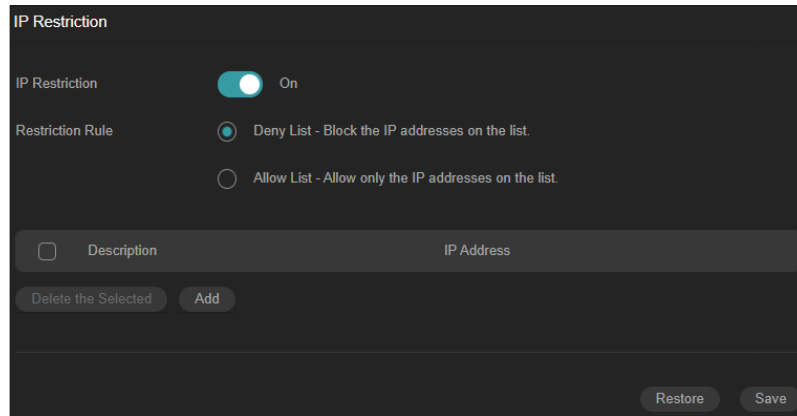 IP Restriction
IP Restriction On
Restriction Rule Deny List - Block the IP addresses on the list.
Allow List - Allow only the IP addresses on the list.
Description IP Address
Delete the Selected Add
Restore Save